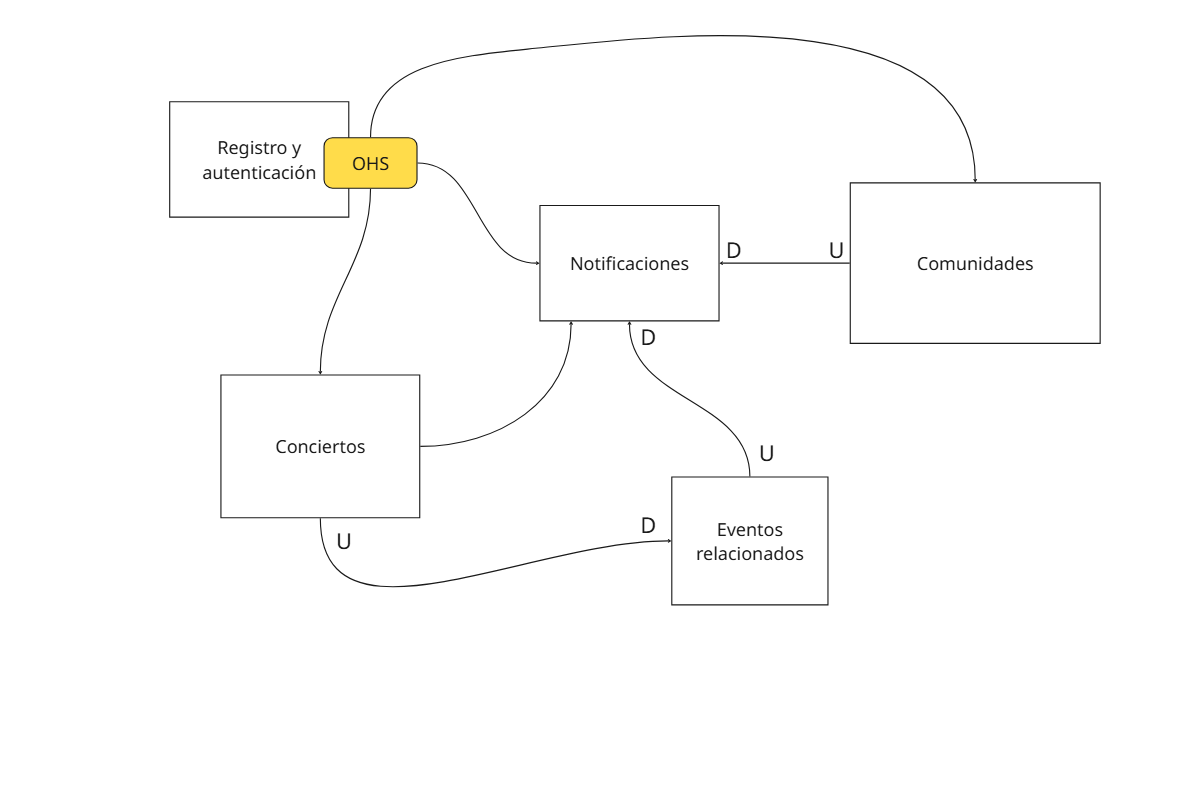 Registro y
autenticación
OHS
Notificaciones
D
U
Comunidades
D
Conciertos
U
U
D
Eventos
relacionados